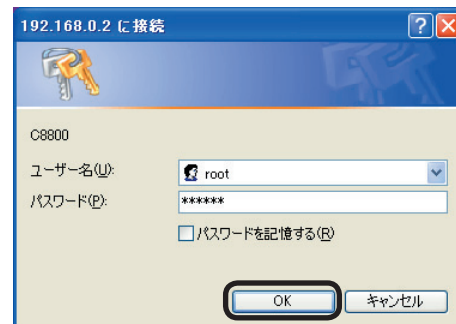 192.168.0.2 に接続
C8800
ユーザー名(U):
root
パスワード(P):
******
パスワードを記憶する(R)
OK
キャンセル